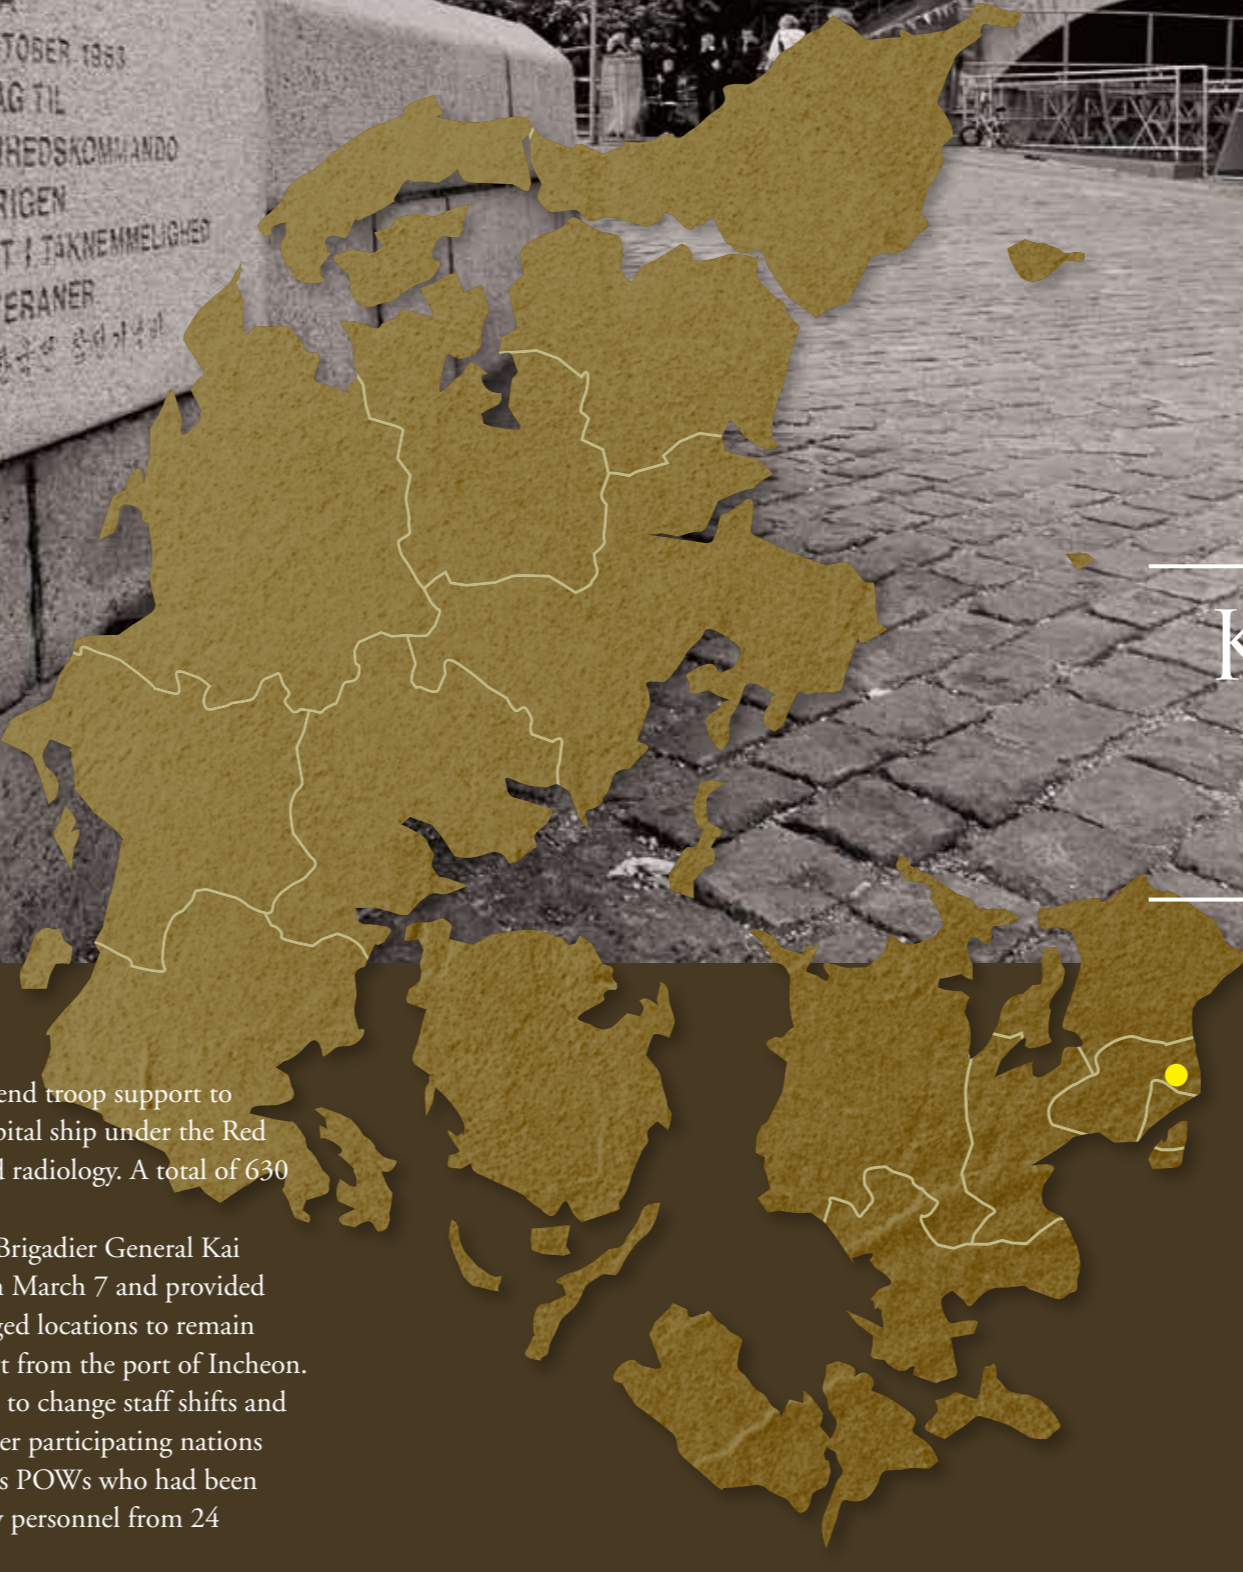 TOBER 1953
AG TIL
RHEDSKOMMANDO
RIGEN
T I TAKNEMMELIGHED
ERANER
K
end troop support to
pital ship under the Red
d radiology. A total of 630
Brigadier General Kai
n March 7 and provided
ged locations to remain
t from the port of Incheon.
to change staff shifts and
er participating nations
s POWs who had been
y personnel from 24